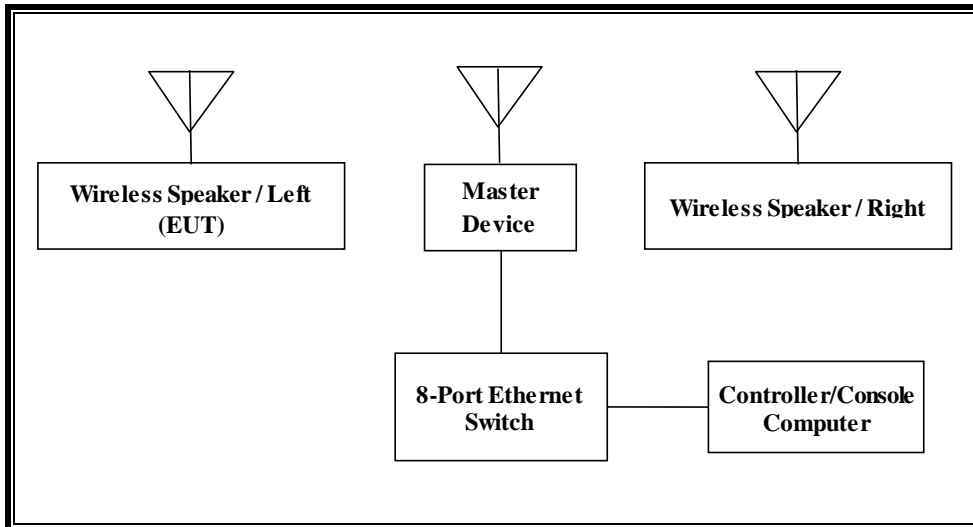 Wireless Speaker / Left
(EUT)
Master
Device
Wireless Speaker / Right
8-Port Ethernet
Switch
Controller/Console
Computer